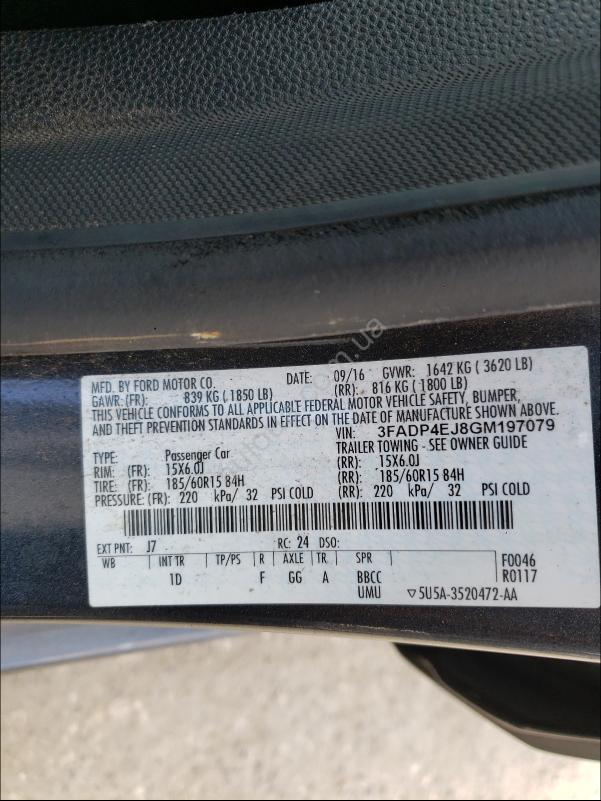 MFD. BY FORD MOTOR CO. DATE: 09/16 GVWR: 1642 KG ( 3620 LB)
GAWR: (FR): 839 KG ( 1850 LB) (RR): 816 KG ( 1800 LB)
THIS VEHICLE CONFORMS TO ALL APPLICABLE FEDERAL MOTOR VEHICLE SAFETY, BUMPER,
AND THEFT PREVENTION STANDARDS IN EFFECT ON THE DATE OF MANUFACTURE SHOWN ABOVE.
VIN: 3FADP4EJ8GM197079
TYPE: Passenger Car TRAILER TOWING - SEE OWNER GUIDE
RIM: (FR): 15X6.0J (RR): 15X6.0J
TIRE: (FR): 185/60R15 84H (RR): 185/60R15 84H
PRESSURE: (FR): 220 kPa/ 32 PSI COLD (RR): 220 kPa/ 32 PSI COLD
EXT PNT: J7 RC: 24 DSO:
WB INT TR TP/PS R AXLE TR SPR F0046
1D F GG A BBCC R0117
UMU ▽5U5A-3520472-AA